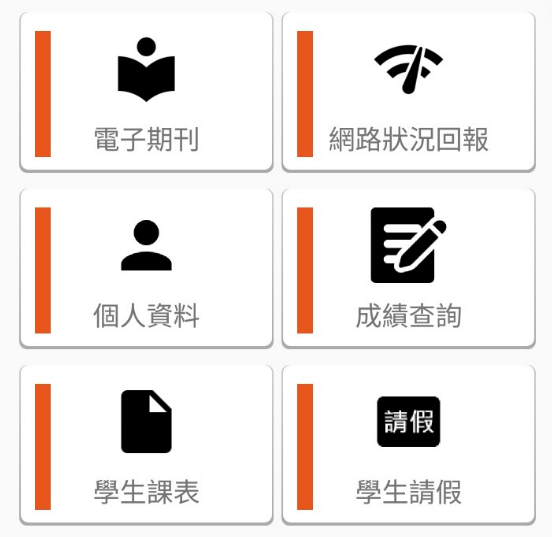 電子期刊
網路狀況回報
個人資料
成績查詢
學生課表
請假
學生請假